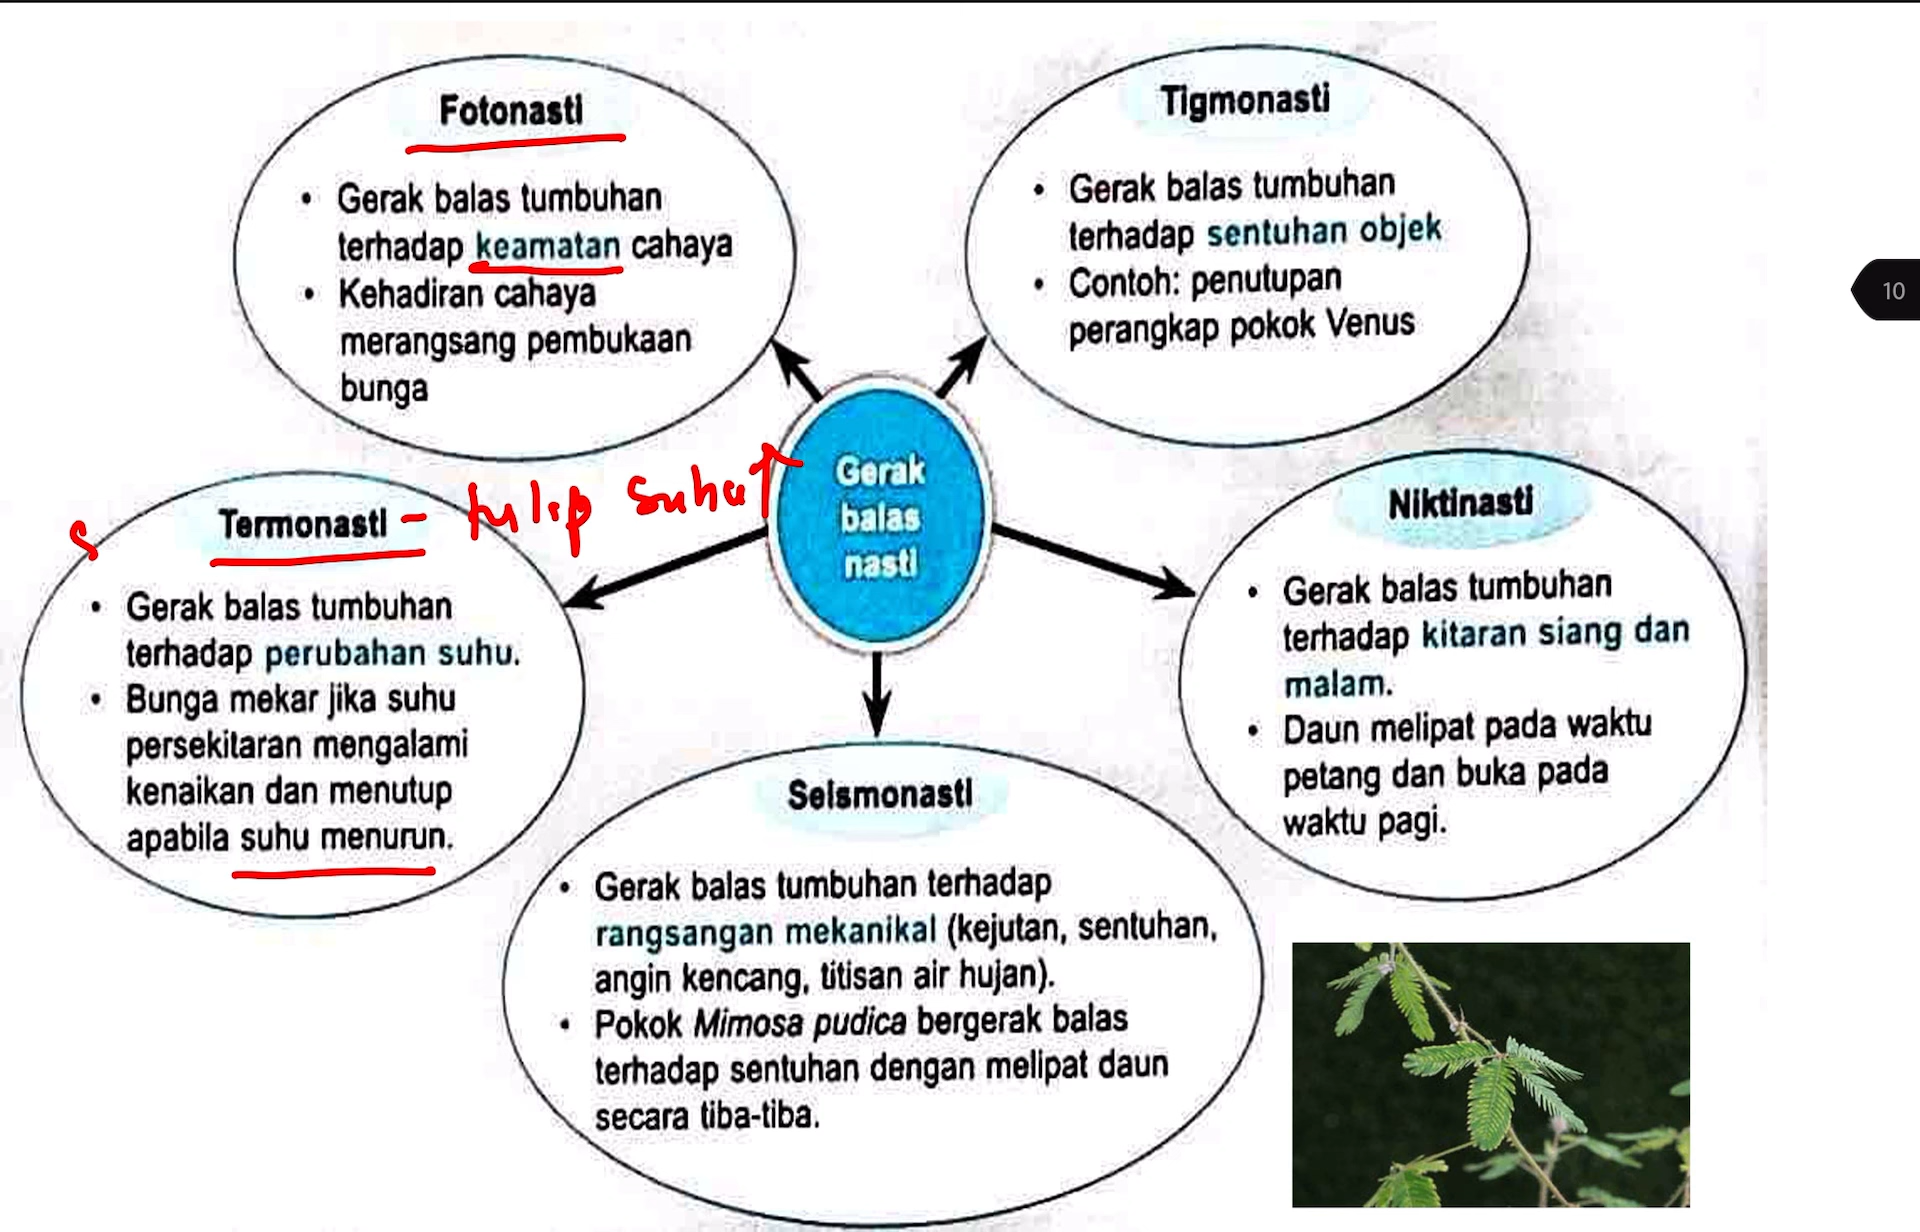 Fotonasti
• Gerak balas tumbuhan
terhadap keamatan cahaya
• Kehadiran cahaya
merangsang pembukaan
bunga
Tigmonasti
• Gerak balas tumbuhan
terhadap sentuhan objek
• Contoh: penutupan
perangkap pokok Venus
10
Gerak
balas
nasti
Termonasti - tulip suhu↑
s
• Gerak balas tumbuhan
terhadap perubahan suhu.
• Bunga mekar jika suhu
persekitaran mengalami
kenaikan dan menutup
apabila suhu menurun.
Niktinasti
• Gerak balas tumbuhan
terhadap kitaran siang dan
malam.
• Daun melipat pada waktu
petang dan buka pada
waktu pagi.
Seismonasti
• Gerak balas tumbuhan terhadap
rangsangan mekanikal (kejutan, sentuhan,
angin kencang, titisan air hujan).
• Pokok Mimosa pudica bergerak balas
terhadap sentuhan dengan melipat daun
secara tiba-tiba.